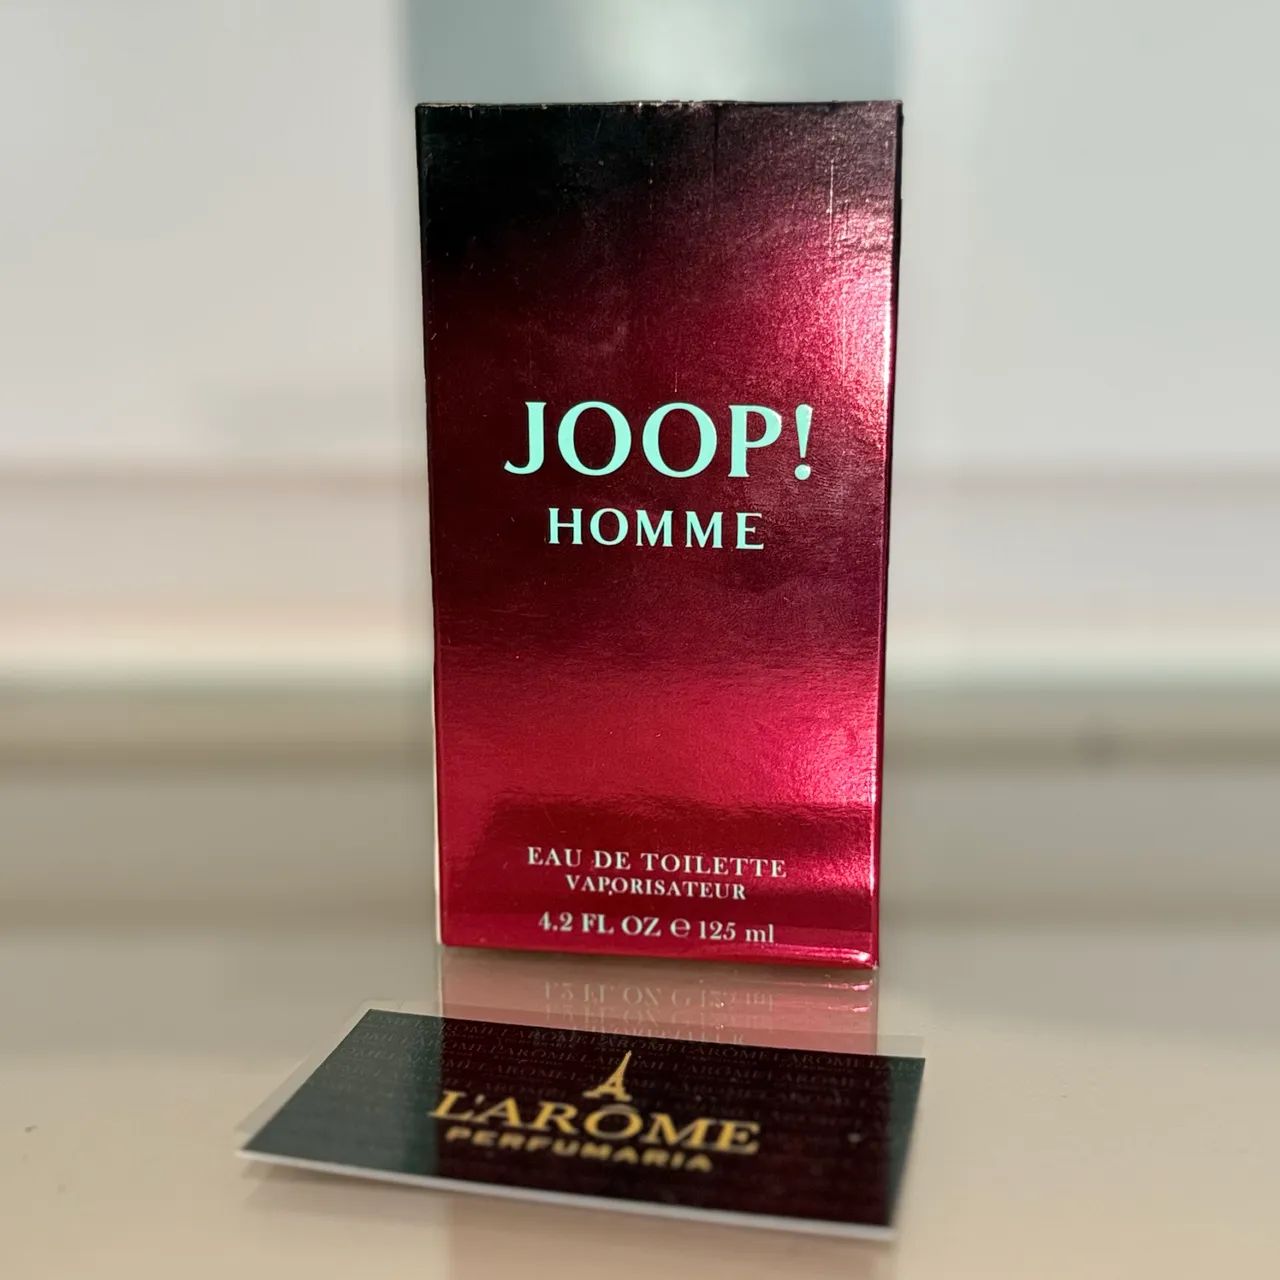 JOOP!
HOMME
EAU DE TOILETTE
VAPORISATEUR
4.2 FL OZ ℮ 125 ml
L'ARÔME
PERFUMARIA